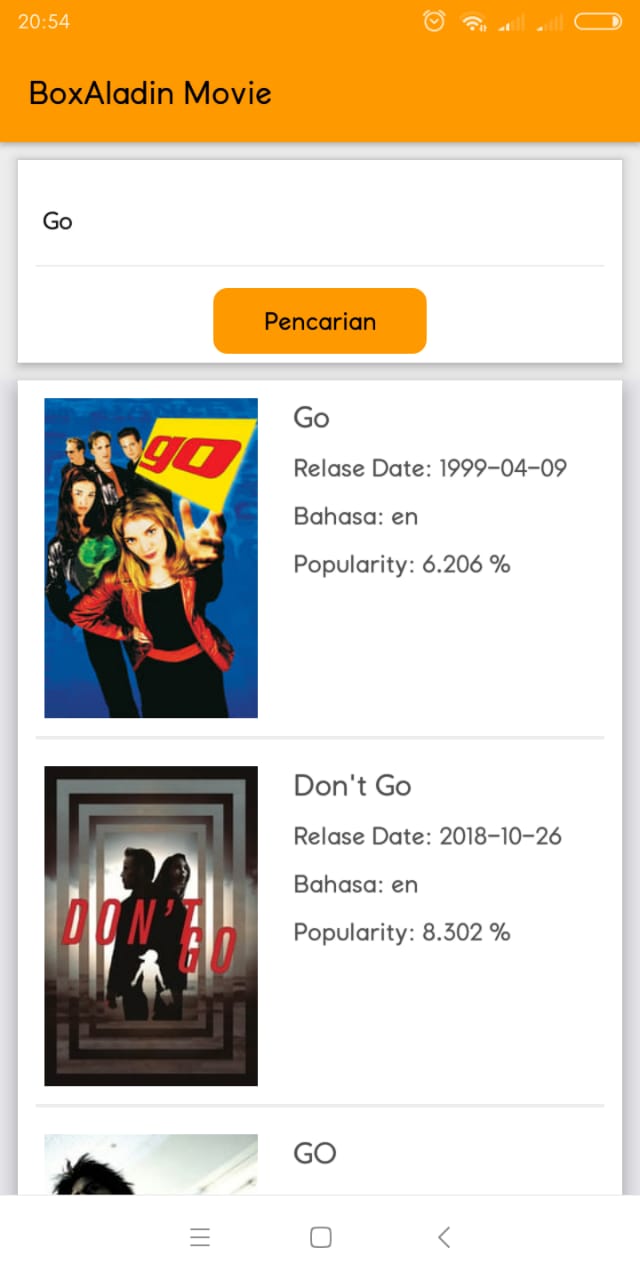 20:54
BoxAladin Movie
Go
Pencarian
go
Go
Relase Date: 1999-04-09
Bahasa: en
Popularity: 6.206 %
DON'T
GO
Don't Go
Relase Date: 2018-10-26
Bahasa: en
Popularity: 8.302 %
GO